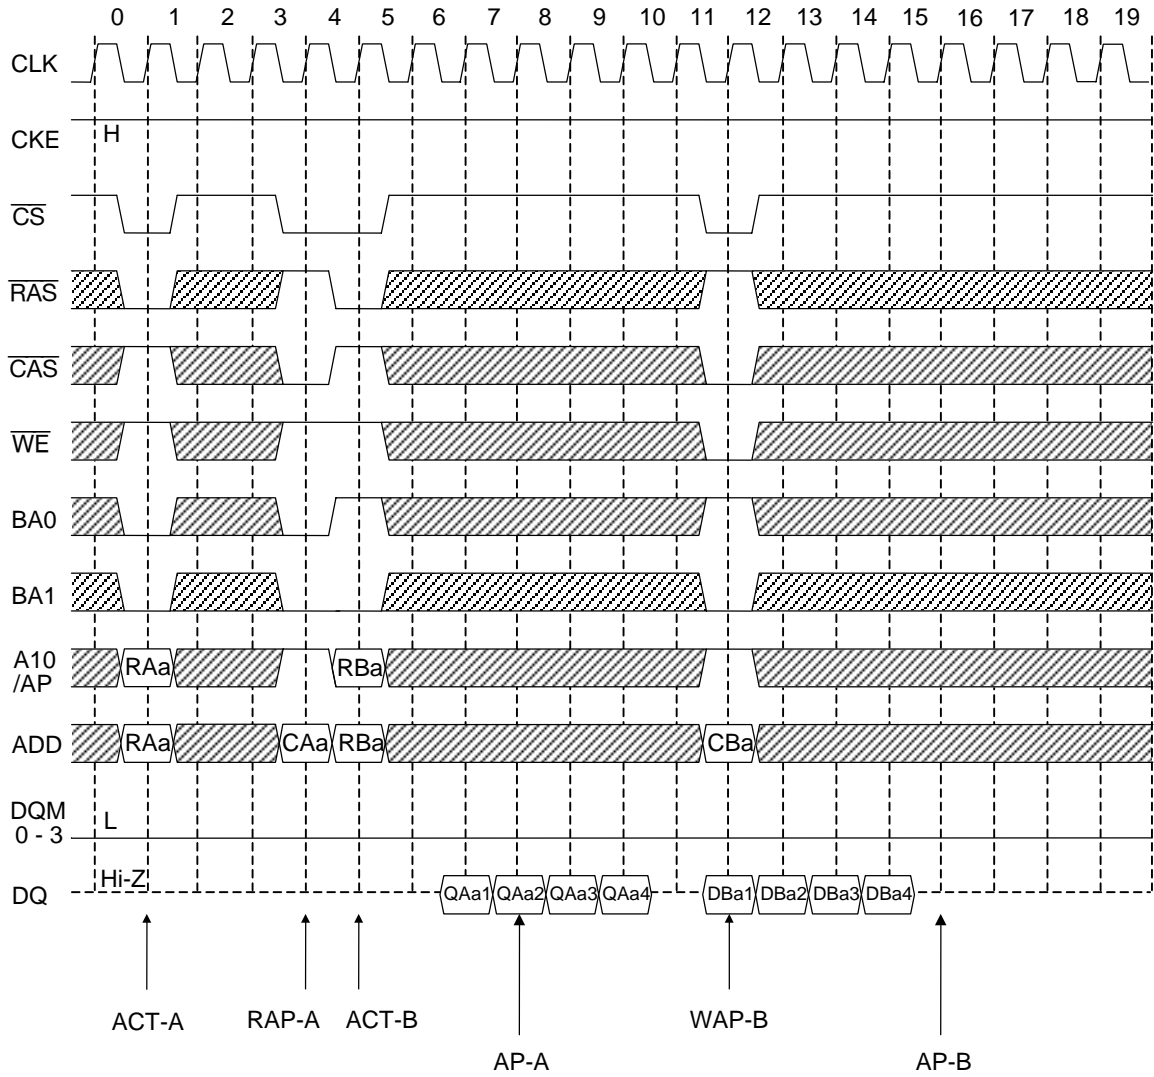 0 1 2 3 4 5 6 7 8 9 10 11 12 13 14 15 16 17 18 19
CLK
CKE H
CS
RAS
CAS
WE
BA0
BA1
A10 RAa RBa
/AP
ADD RAa CAa RBa CBa
DQM
0 - 3 L
DQ Hi-Z QAa1 QAa2 QAa3 QAa4 DBa1 DBa2 DBa3 DBa4
ACT-A RAP-A ACT-B WAP-B
AP-A AP-B